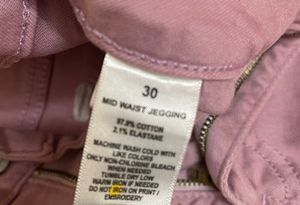 30
MID WAIST JEGGING
97.9% COTTON
2.1% ELASTANE
MACHINE WASH COLD WITH
LIKE COLORS
ONLY NON-CHLORINE BLEACH
WHEN NEEDED
TUMBLE DRY LOW
WARM IRON IF NEEDED
DO NOT IRON ON PRINT /
EMBROIDERY